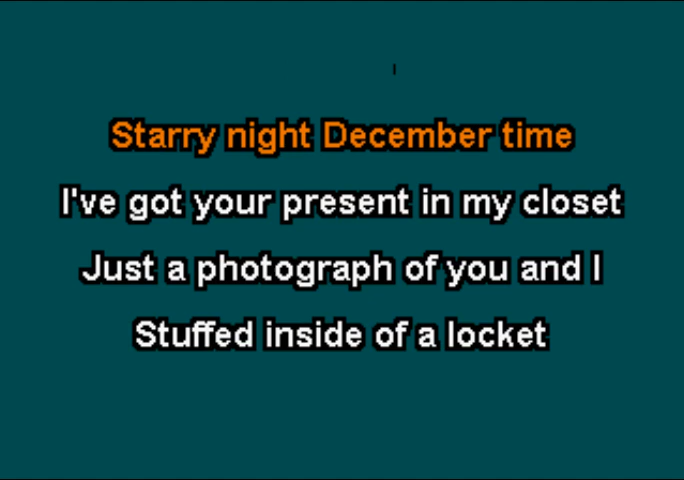 Starry night December time
I've got your present in my closet
Just a photograph of you and I
Stuffed inside of a locket